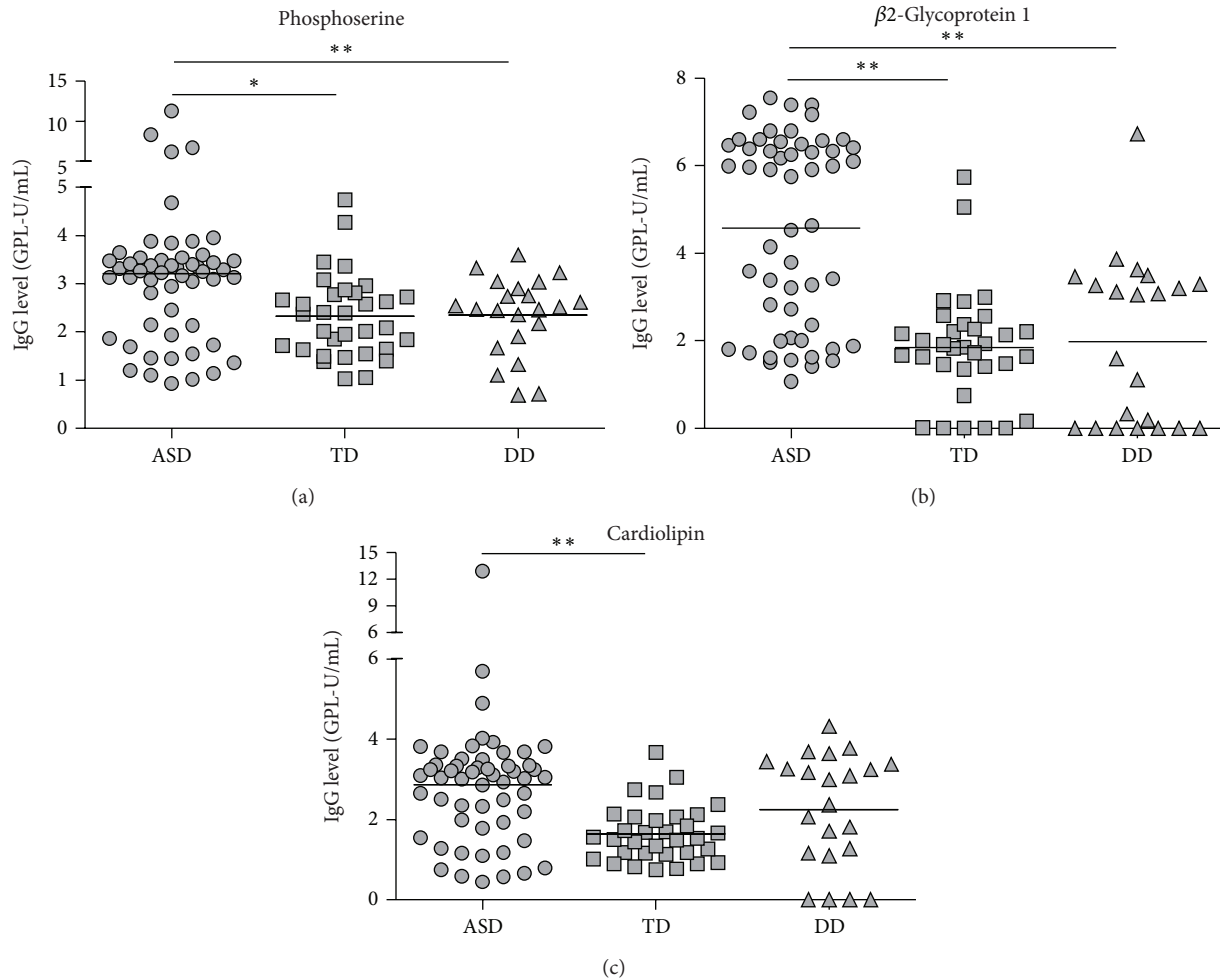 Phosphoserine
**
*
15
10
5
5
4
3
2
1
0
IgG level (GPL-U/mL)
ASD TD DD
(a)
β2-Glycoprotein 1
**
**
8
6
4
2
0
IgG level (GPL-U/mL)
ASD TD DD
(b)
Cardiolipin
**
15
12
9
6
6
4
2
0
IgG level (GPL-U/mL)
ASD TD DD
(c)